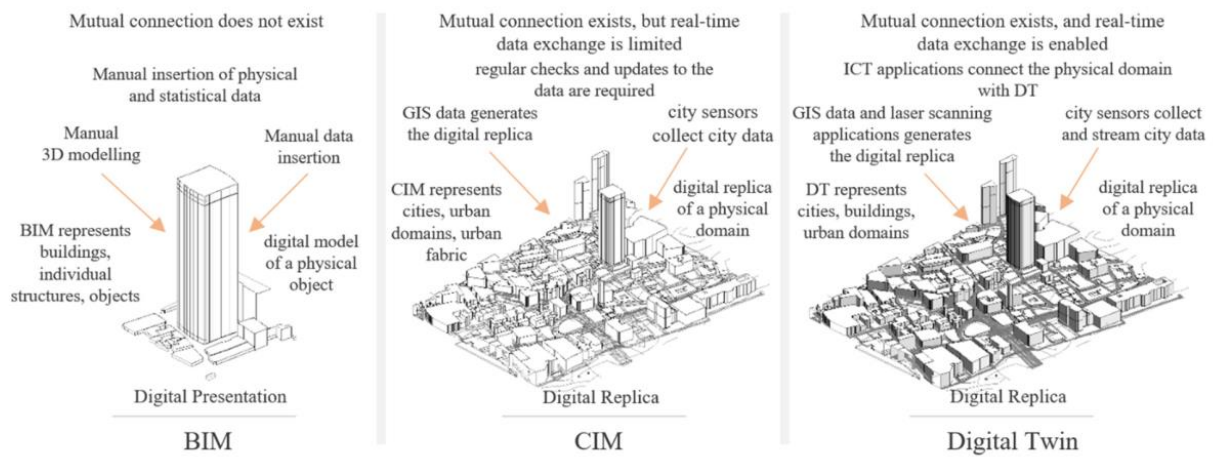 Mutual connection does not exist
Manual insertion of physical
and statistical data
Manual
3D modelling
Manual data
insertion
BIM represents
buildings,
individual
structures, objects
digital model
of a physical
object
Digital Presentation
BIM
Mutual connection exists, but real-time
data exchange is limited
regular checks and updates to the
data are required
GIS data generates
the digital replica
city sensors
collect city data
CIM represents
cities, urban
domains, urban
fabric
digital replica
of a physical
domain
Digital Replica
CIM
Mutual connection exists, and real-time
data exchange is enabled
ICT applications connect the physical domain
with DT
GIS data and laser scanning
applications generates
the digital replica
city sensors collect
and stream city data
DT represents
cities, buildings,
urban domains
digital replica
of a physical
domain
Digital Replica
Digital Twin